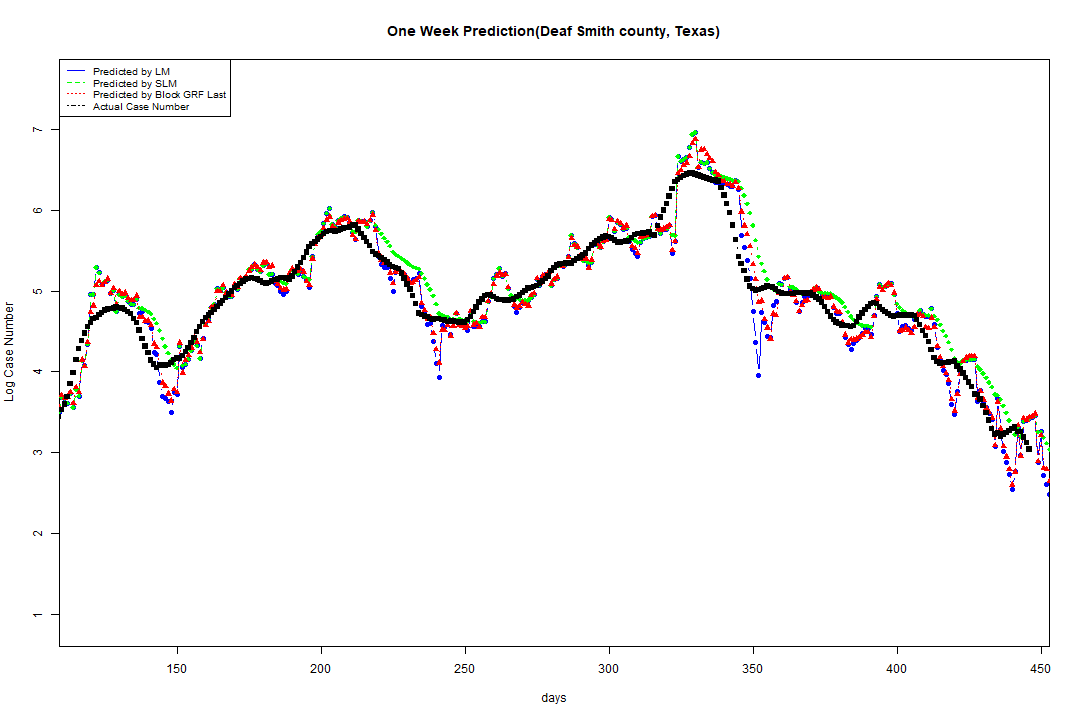 One Week Prediction(Deaf Smith county, Texas)
Predicted by LM
Predicted by SLM
Predicted by Block GRF Last
Actual Case Number
Log Case Number
7
6
5
4
3
2
1
150 200 250 300 350 400 450
days